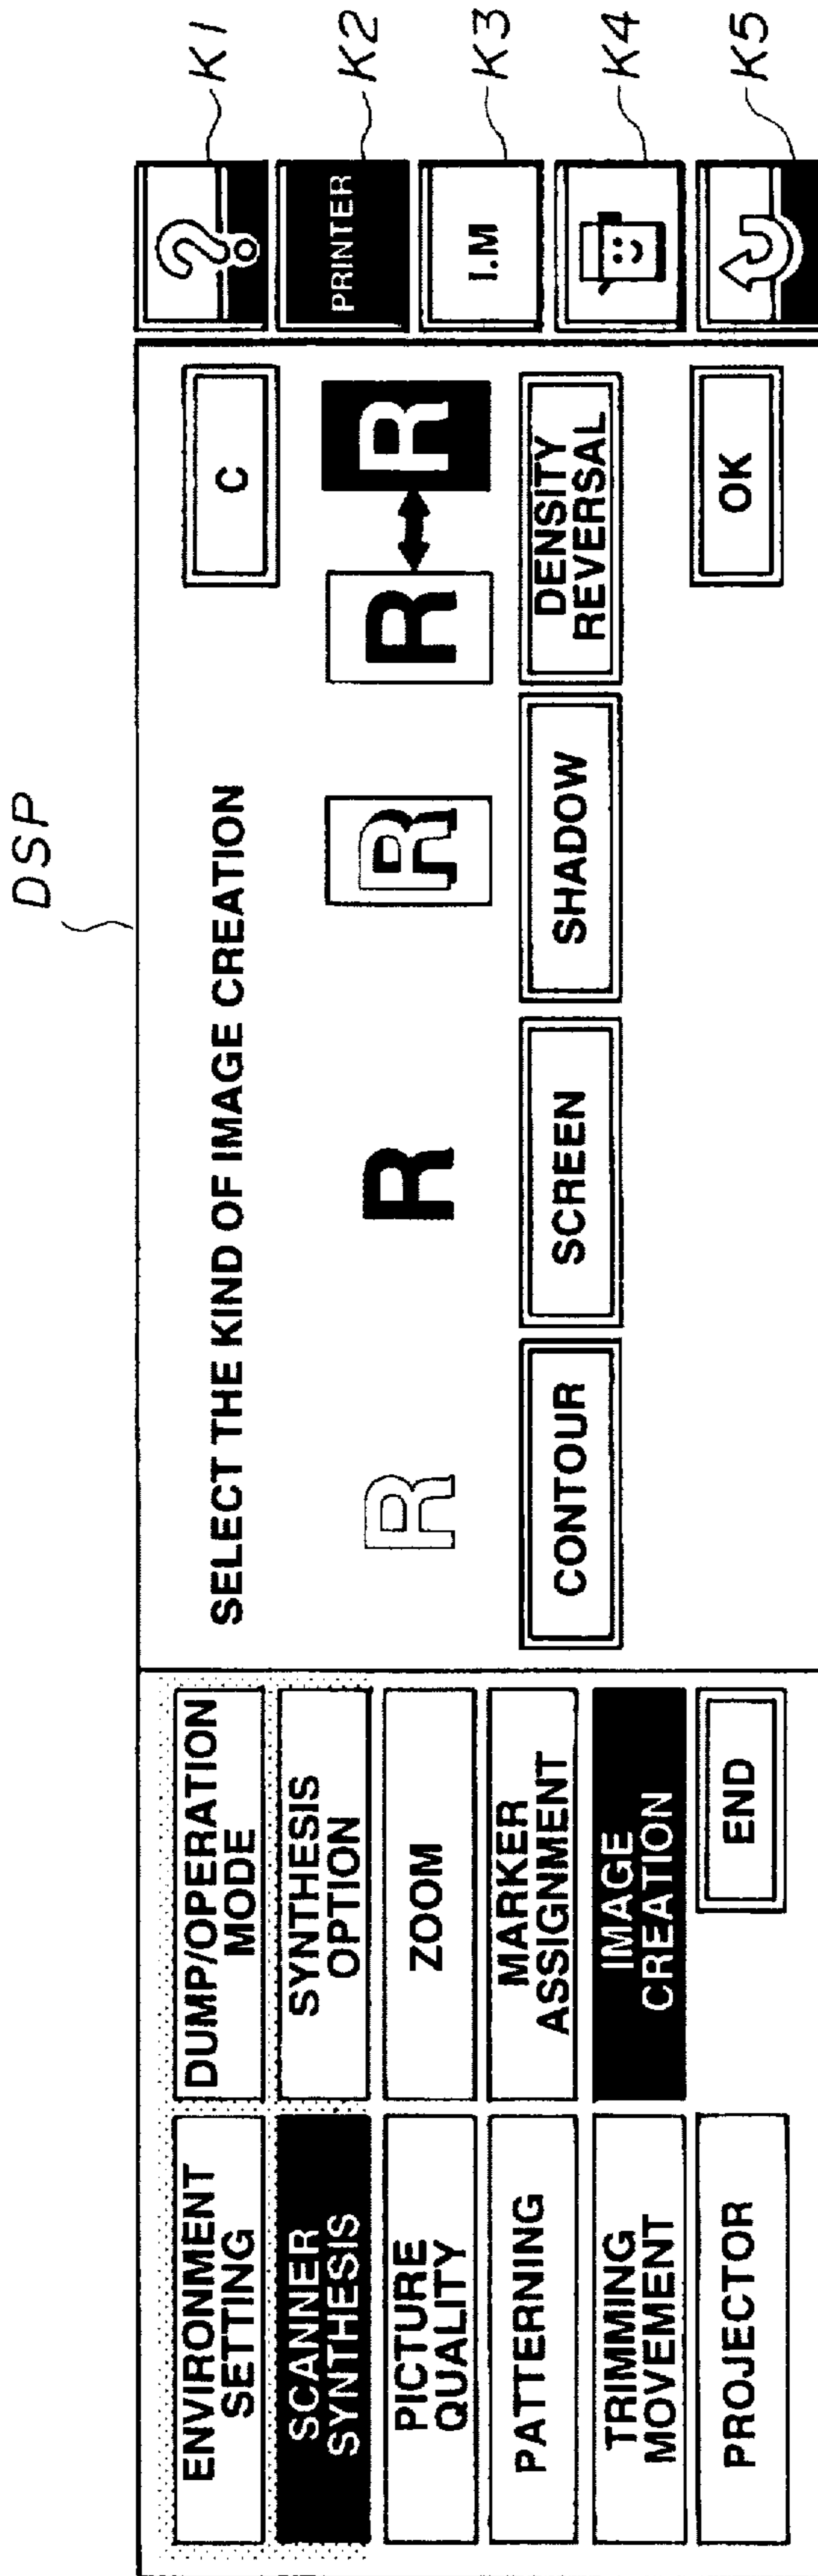 DSP
ENVIRONMENT
SETTING
DUMP/OPERATION
MODE
SCANNER
SYNTHESIS
SYNTHESIS
OPTION
PICTURE
QUALITY
ZOOM
PATTERNING
MARKER
ASSIGNMENT
TRIMMING
MOVEMENT
IMAGE
CREATION
PROJECTOR
END
SELECT THE KIND OF IMAGE CREATION
C
R
R
R
R
R
CONTOUR
SCREEN
SHADOW
DENSITY
REVERSAL
OK
?
K1
PRINTER
K2
I.M
K3
K4
K5